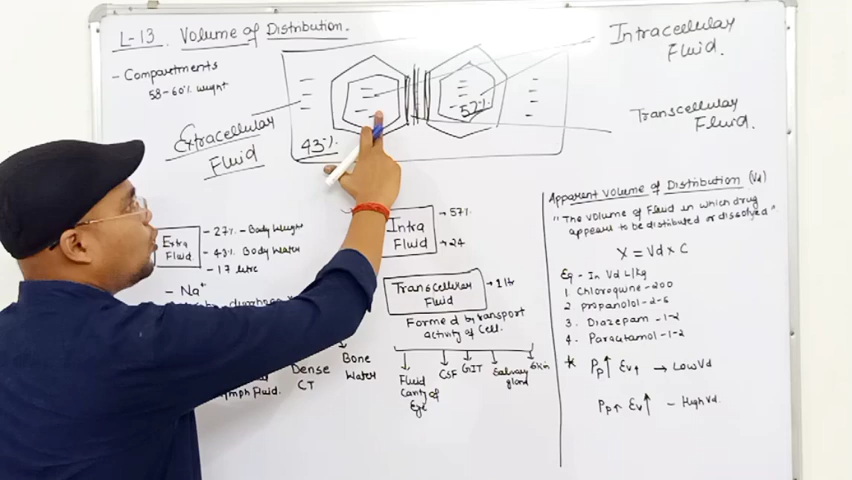 L-13. Volume of Distribution.
- Compartments
58-60% weight
Intracellular
Fluid.
Transcellular
Fluid.
Extracellular
Fluid
43%
52%
Extra
Fluid
- 27% - Body Weight
- 43% Body Water
- 17 litre
- Na+
Intra
Fluid
57%
24
Transcellular
Fluid
1 ltr
Formed by transport
activity of Cell.
Lymph Fluid.
Dense
CT
Bone
Water
Fluid
Cavity of
Eye
CSF
GIT
Salivary
gland
Skin
Apparent volume of Distribution (Vd)
"The volume of Fluid in which drug
appears to be distributed or dissolved"
X = Vd x C
Eg - In Vd L/kg
1 Chloroquine - 200
2 propanolol - 2-6
3. Diazepam - 1-2
4. Paracetamol - 1-2
* Pp↑ Ev↑ → Low Vd
Pp↑ Ev↑ - High Vd.